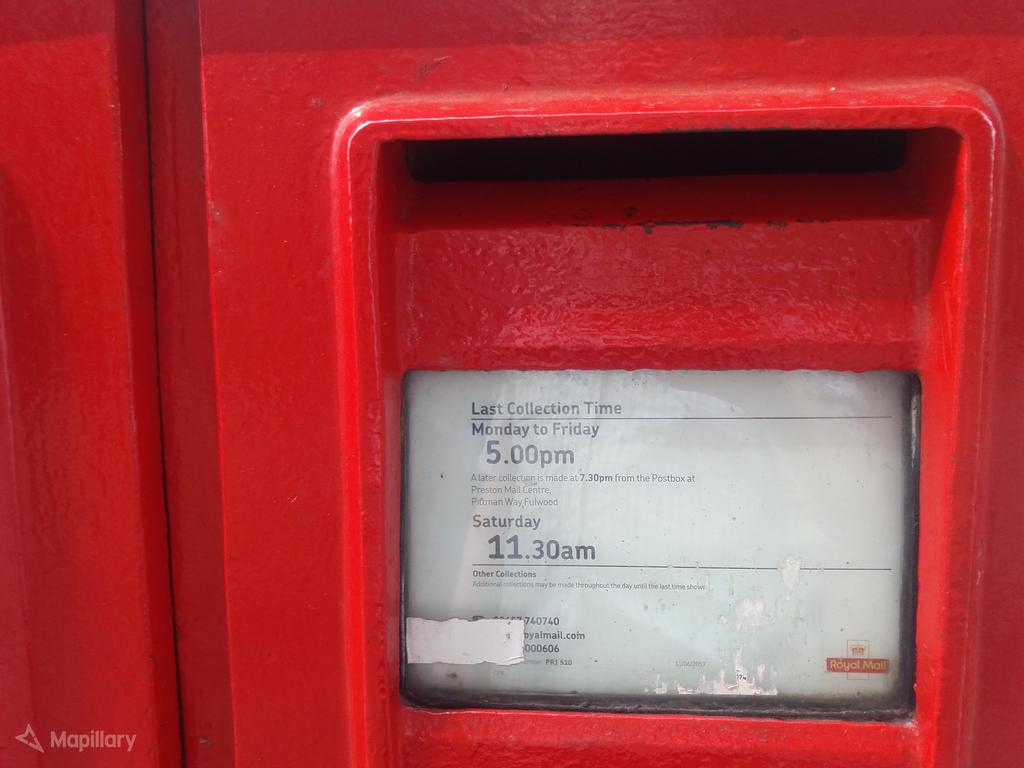 Last Collection Time
Monday to Friday
5.00pm
A later collection is made at 7.30pm from the Postbox at
Preston Mail Centre,
Pittman Way,Fulwood
Saturday
11.30am
Other Collections
Additional collections may be made throughout the day until the last time shown
740740
oyalmail.com
000606
PR1 510
Royal Mail
Mapillary